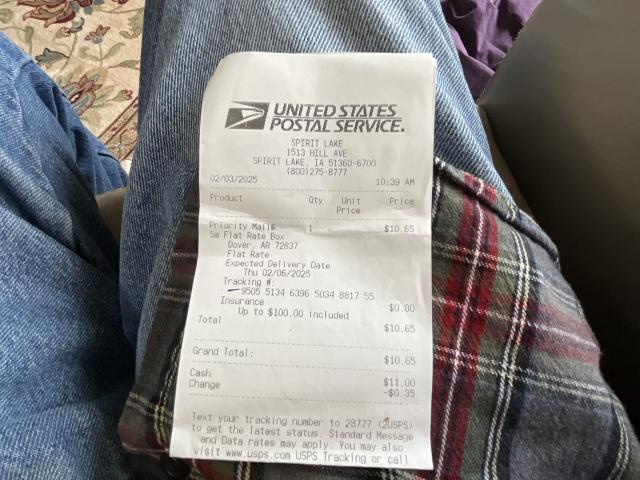 UNITED STATES
POSTAL SERVICE.
SPIRIT LAKE
1513 HILL AVE
SPIRIT LAKE, IA 51360-6700
(800)275-8777
02/03/2025 10:39 AM
Product Qty Unit Price
Price
Priority Mail® 1 $10.65
Sm Flat Rate Box
Dover, AR 72837
Flat Rate
Expected Delivery Date
Thu 02/06/2025
Tracking #:
9505 5134 6396 5034 8817 55
Insurance $0.00
Up to $100.00 included
Total $10.65
Grand Total: $10.65
Cash $11.00
Change -$0.35
Text your tracking number to 28777 (2USPS)
to get the latest status. Standard Message
and Data rates may apply. You may also
visit www.usps.com USPS Tracking or call